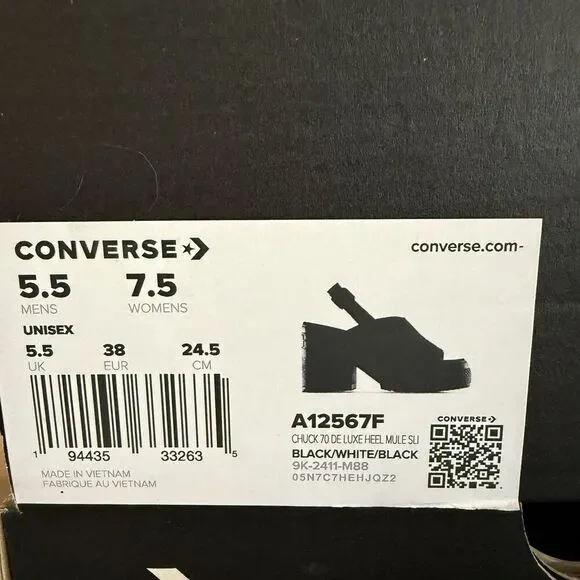 CONVERSE
converse.com-
5.5 7.5
MENS WOMENS
UNISEX
5.5 38 24.5
UK EUR CM
1 94435 33263 5
MADE IN VIETNAM
FABRIQUE AU VIETNAM
A12567F
CHUCK 70 DE LUXE HEEL MULE SLI
BLACK/WHITE/BLACK
9K-2411-M88
05N7C7HEHJQZ2
CONVERSE